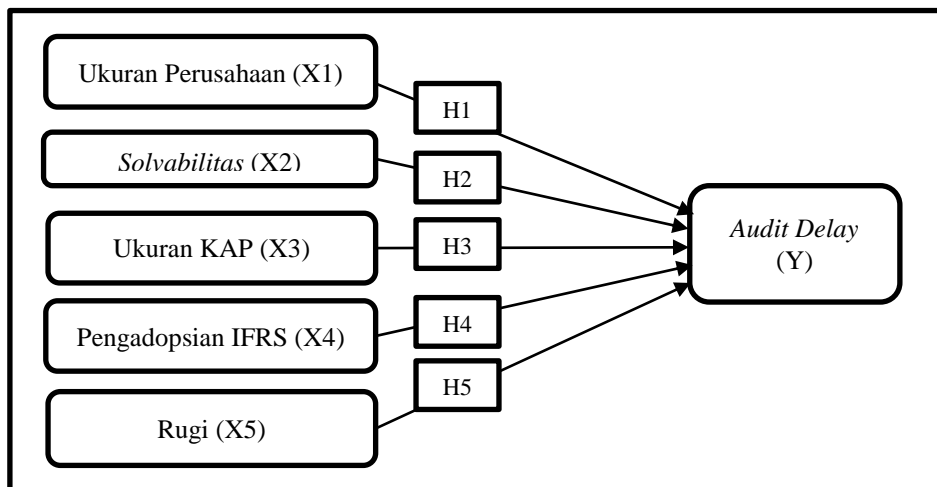 Ukuran Perusahaan (X1)
H1
Solvabilitas (X2)
H2
Ukuran KAP (X3)
H3
Audit Delay
(Y)
Pengadopsian IFRS (X4)
H4
H5
Rugi (X5)